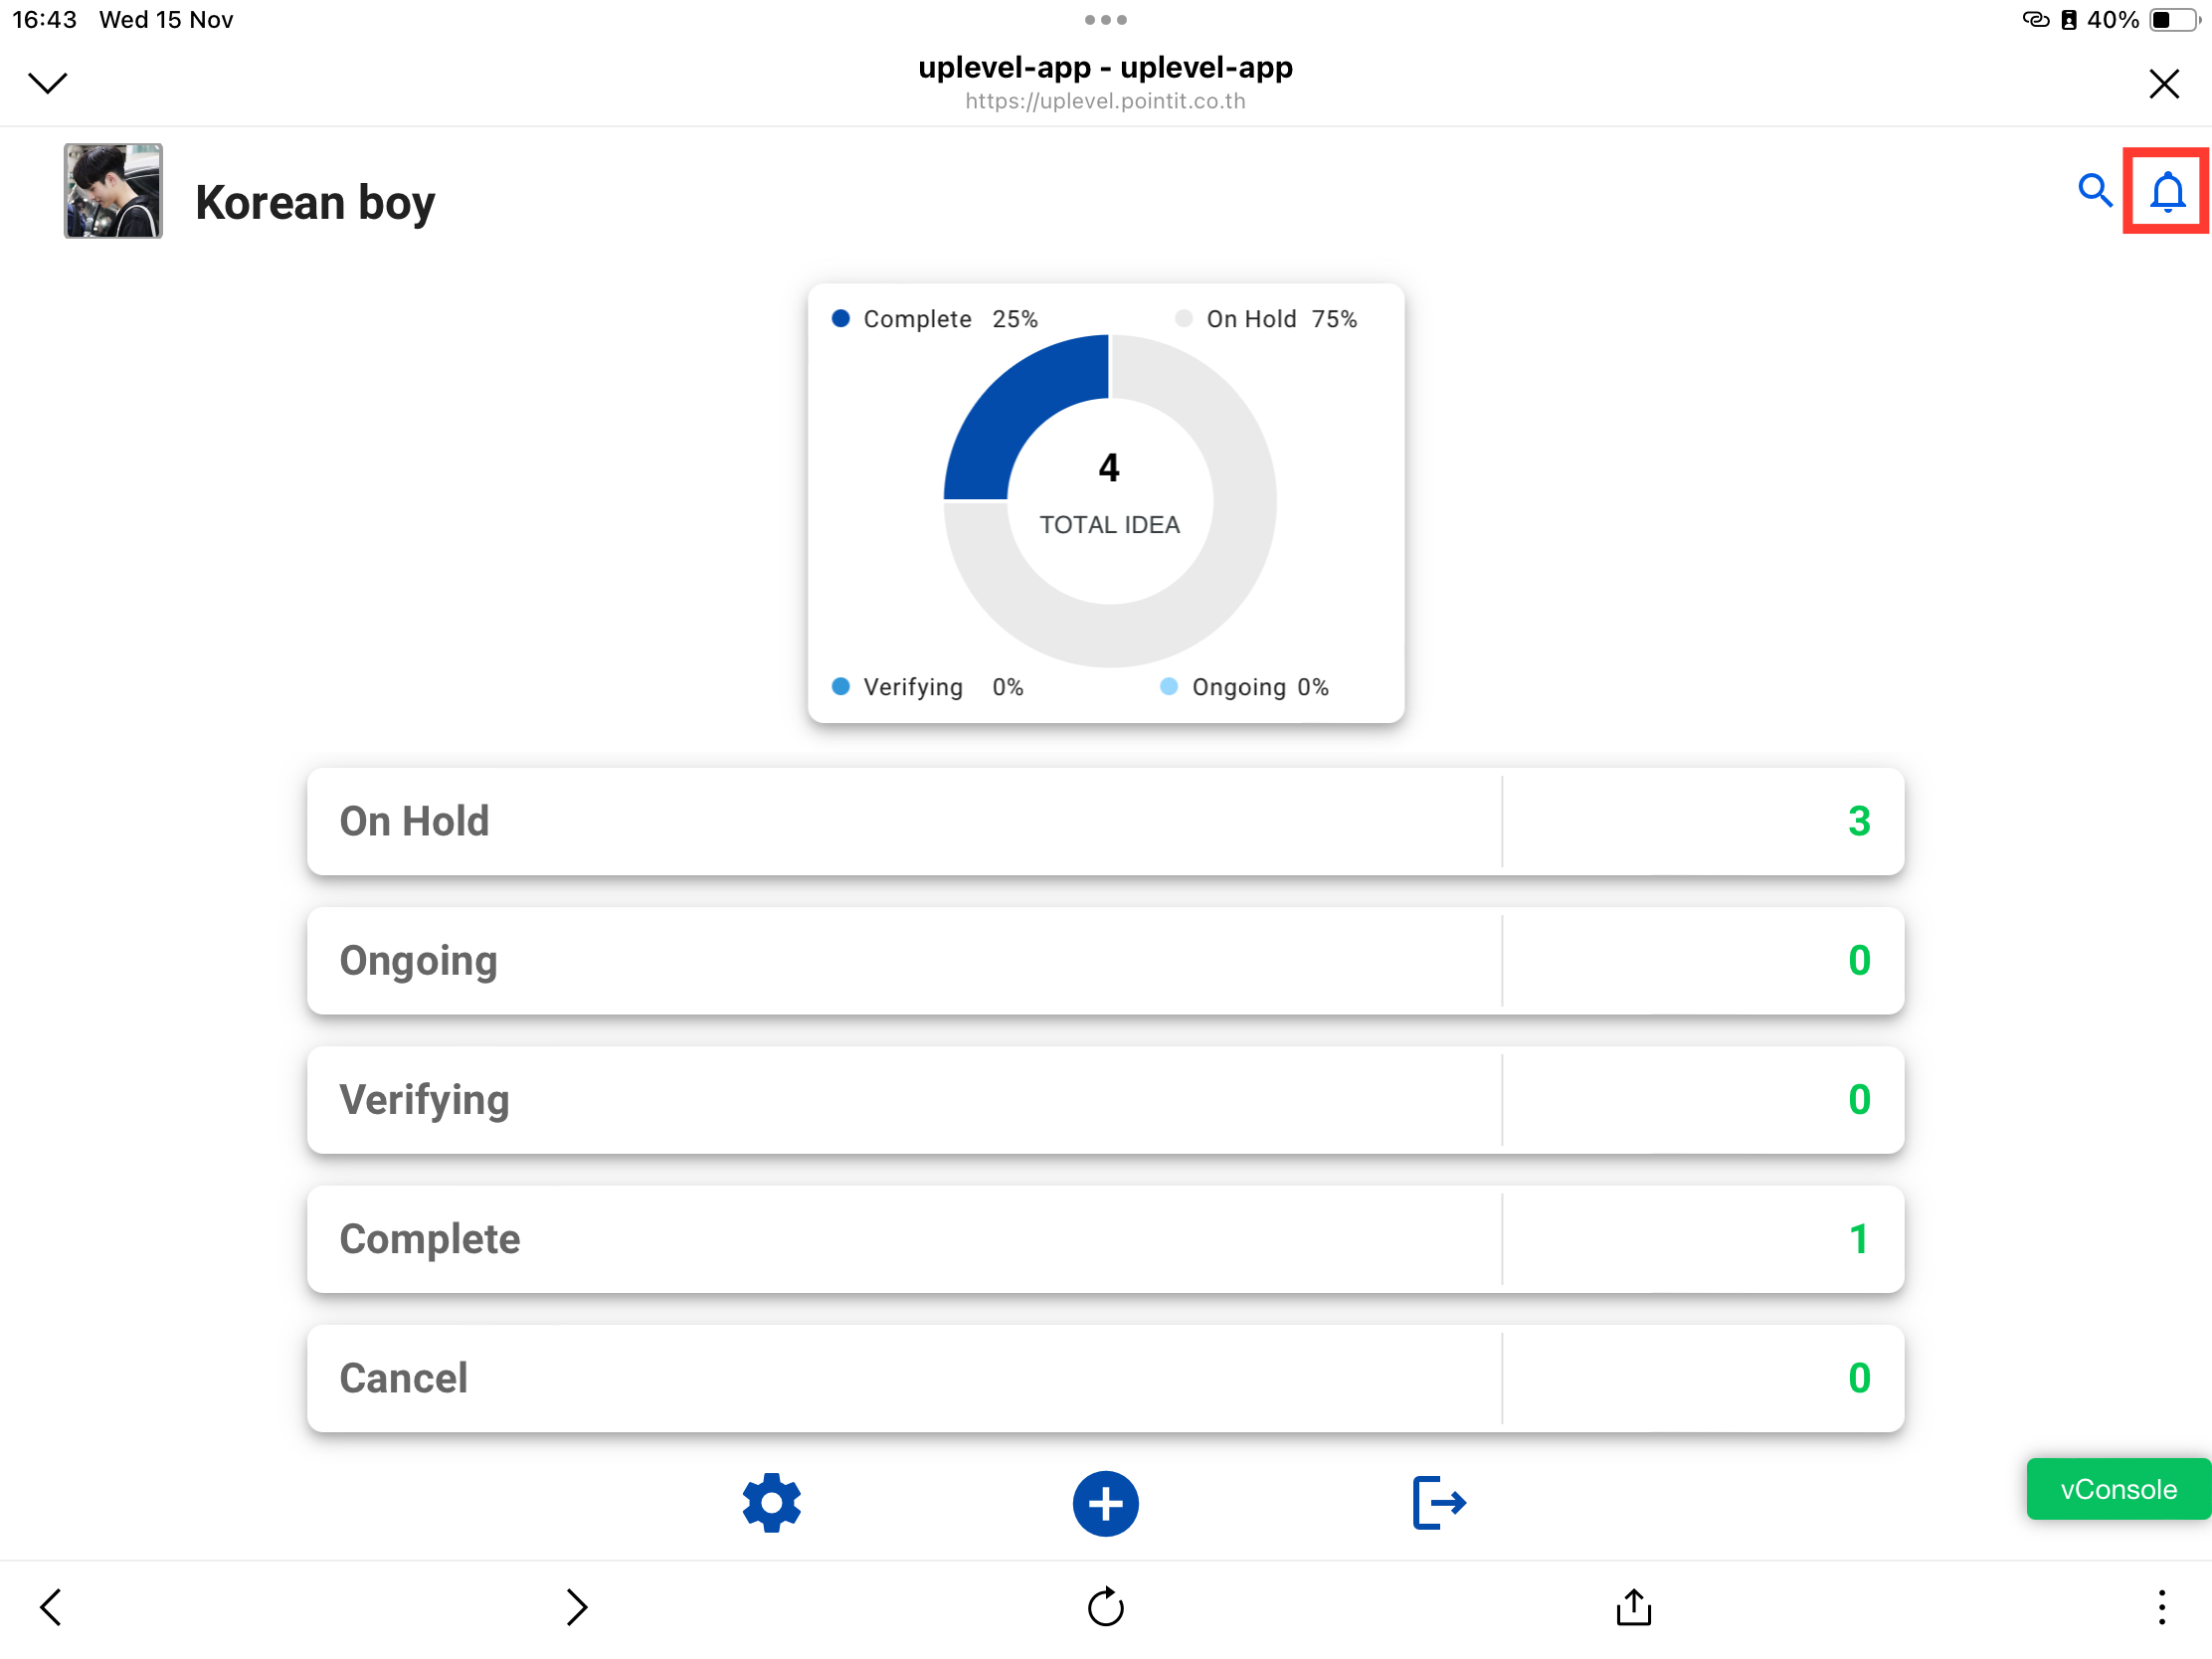 16:43 Wed 15 Nov
40%
uplevel-app - uplevel-app
https://uplevel.pointit.co.th
Korean boy
Complete 25%
On Hold 75%
4
TOTAL IDEA
Verifying 0%
Ongoing 0%
On Hold 3
Ongoing 0
Verifying 0
Complete 1
Cancel 0
vConsole